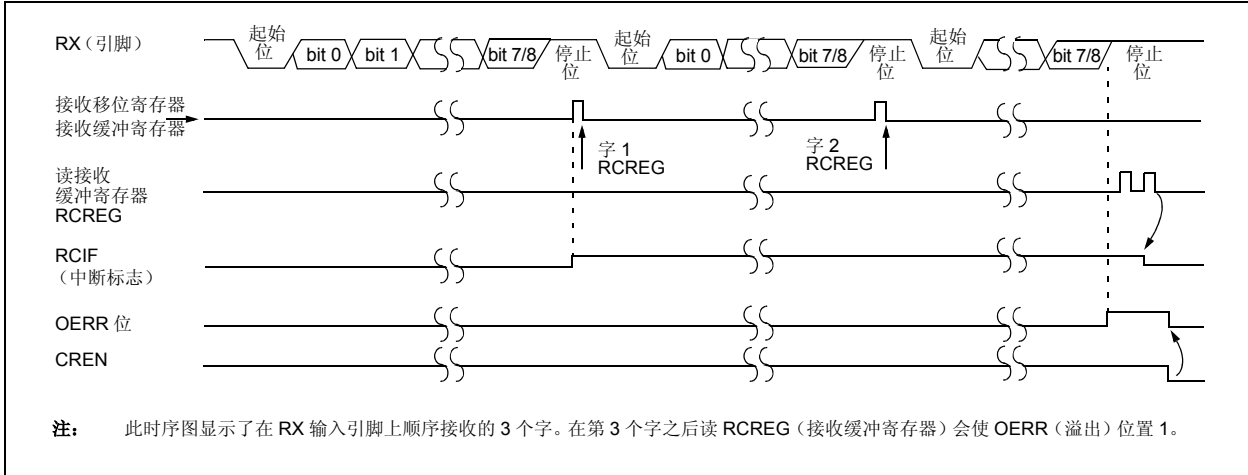 RX（引脚） 起始位 bit 0 bit 1 bit 7/8 停止位 起始位 bit 0 bit 7/8 停止位 起始位 bit 7/8 停止位
接收移位寄存器
接收缓冲寄存器
字 1
RCREG
字 2
RCREG
读接收
缓冲寄存器
RCREG
RCIF
（中断标志）
OERR 位
CREN
注： 此时序图显示了在 RX 输入引脚上顺序接收的 3 个字。在第 3 个字之后读 RCREG（接收缓冲寄存器）会使 OERR（溢出）位置 1。